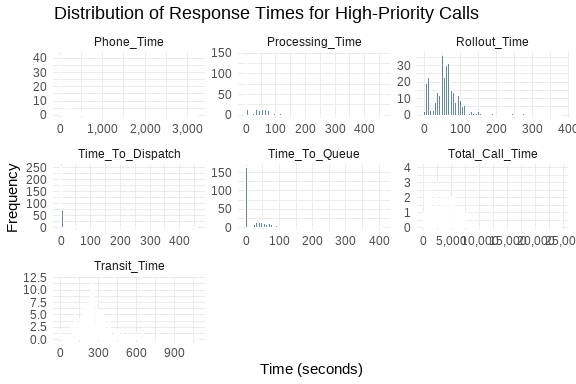 Distribution of Response Times for High-Priority Calls
Phone_Time
40
30
20
10
0
0 1,000 2,000 3,000
Processing_Time
150
100
50
0
0 100 200 300 400
Rollout_Time
30
20
10
0
0 100 200 300 400
Time_To_Dispatch
250
200
150
100
50
0
0 100 200 300 400
Time_To_Queue
150
100
50
0
0 100 200 300 400
Total_Call_Time
4
3
2
1
0
0 5,000 10,000 15,000 20,000 25,000
Transit_Time
12.5
10.0
7.5
5.0
2.5
0.0
0 300 600 900
Frequency
Time (seconds)